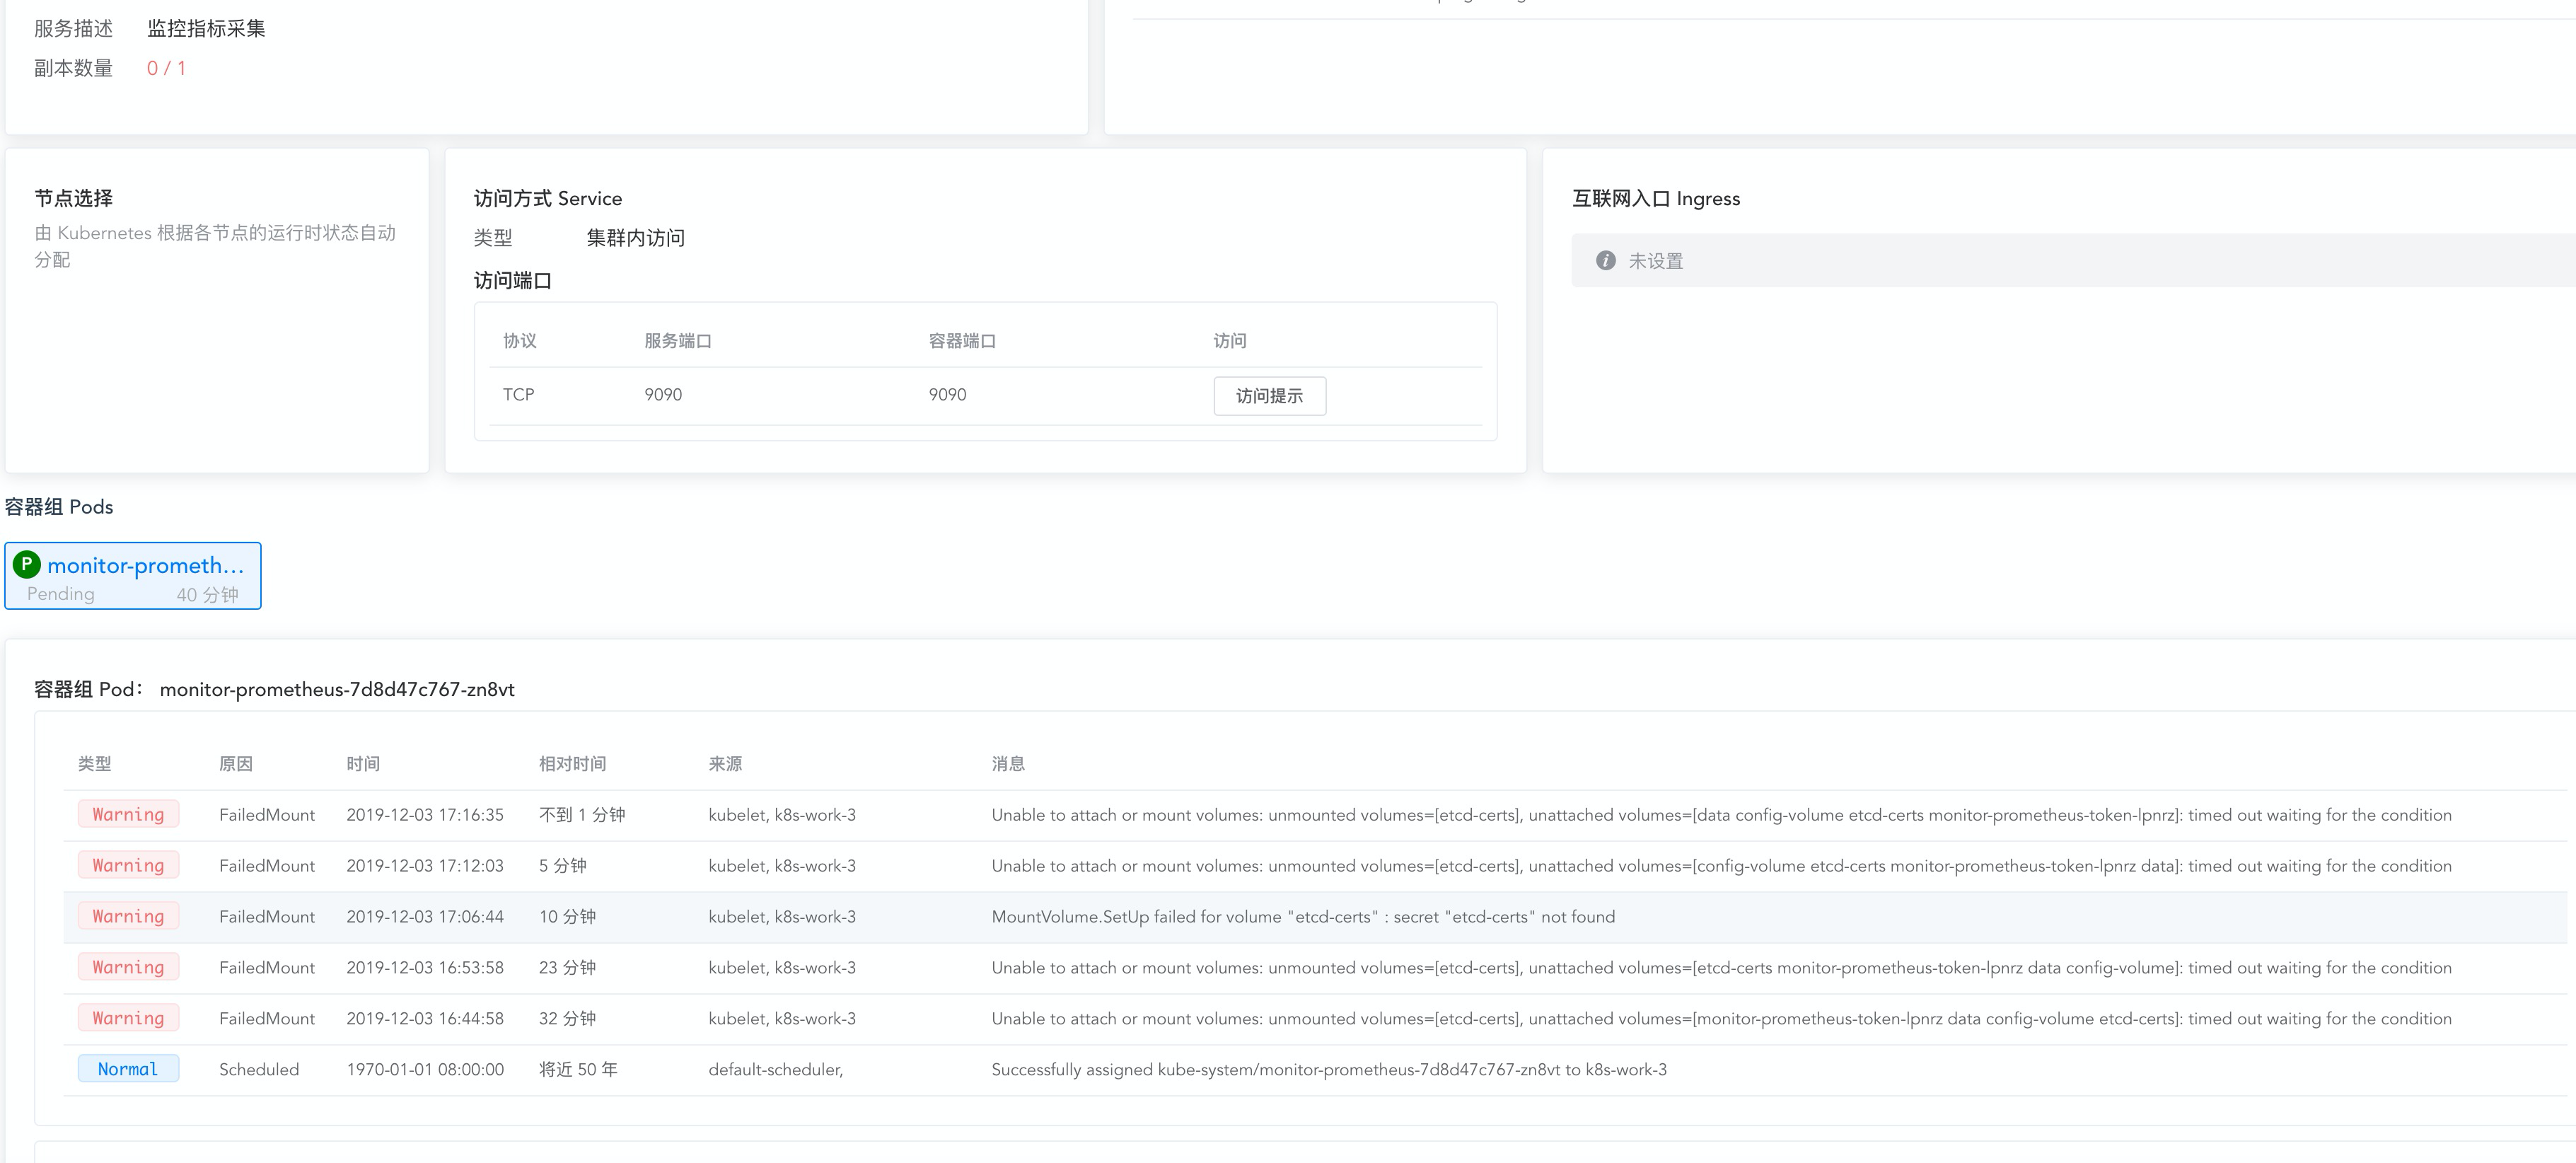 服务描述 监控指标采集
副本数量 0 / 1
节点选择
由 Kubernetes 根据各节点的运行时状态自动
分配
访问方式 Service
类型 集群内访问
访问端口
协议 服务端口 容器端口 访问
TCP 9090 9090 访问提示
互联网入口 Ingress
未设置
容器组 Pods
P monitor-prometh...
Pending 40 分钟
容器组 Pod： monitor-prometheus-7d8d47c767-zn8vt
类型 原因 时间 相对时间 来源 消息
Warning FailedMount 2019-12-03 17:16:35 不到 1 分钟 kubelet, k8s-work-3 Unable to attach or mount volumes: unmounted volumes=[etcd-certs], unattached volumes=[data config-volume etcd-certs monitor-prometheus-token-lpnrz]: timed out waiting for the condition
Warning FailedMount 2019-12-03 17:12:03 5 分钟 kubelet, k8s-work-3 Unable to attach or mount volumes: unmounted volumes=[etcd-certs], unattached volumes=[config-volume etcd-certs monitor-prometheus-token-lpnrz data]: timed out waiting for the condition
Warning FailedMount 2019-12-03 17:06:44 10 分钟 kubelet, k8s-work-3 MountVolume.SetUp failed for volume "etcd-certs" : secret "etcd-certs" not found
Warning FailedMount 2019-12-03 16:53:58 23 分钟 kubelet, k8s-work-3 Unable to attach or mount volumes: unmounted volumes=[etcd-certs], unattached volumes=[etcd-certs monitor-prometheus-token-lpnrz data config-volume]: timed out waiting for the condition
Warning FailedMount 2019-12-03 16:44:58 32 分钟 kubelet, k8s-work-3 Unable to attach or mount volumes: unmounted volumes=[etcd-certs], unattached volumes=[monitor-prometheus-token-lpnrz data config-volume etcd-certs]: timed out waiting for the condition
Normal Scheduled 1970-01-01 08:00:00 将近 50 年 default-scheduler, Successfully assigned kube-system/monitor-prometheus-7d8d47c767-zn8vt to k8s-work-3